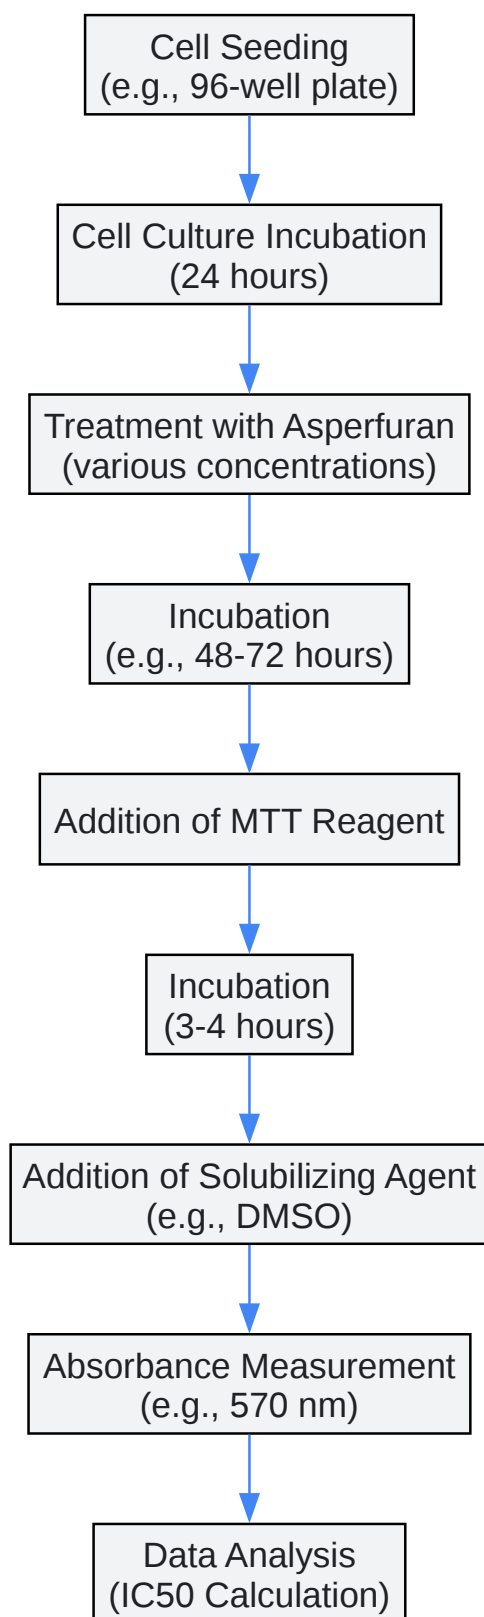 Cell Seeding
(e.g., 96-well plate)
Cell Culture Incubation
(24 hours)
Treatment with Asperfuran
(various concentrations)
Incubation
(e.g., 48-72 hours)
Addition of MTT Reagent
Incubation
(3-4 hours)
Addition of Solubilizing Agent
(e.g., DMSO)
Absorbance Measurement
(e.g., 570 nm)
Data Analysis
(IC50 Calculation)